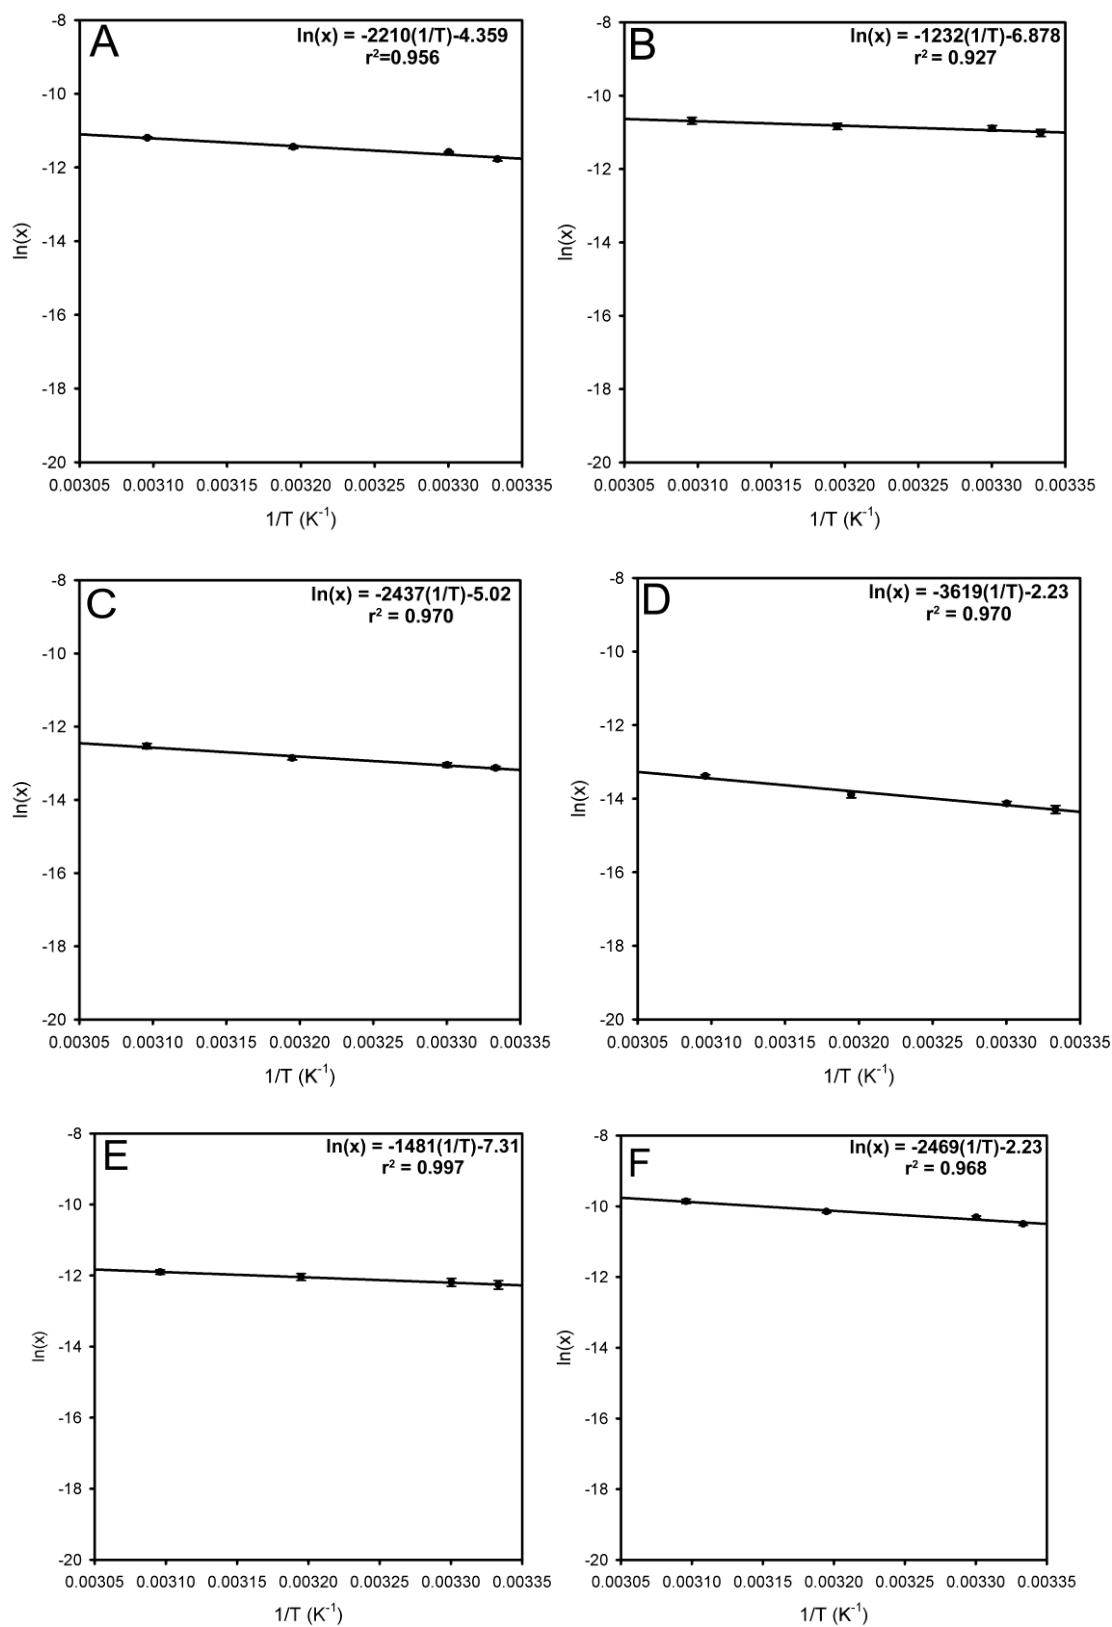 A
ln(x) = -2210(1/T)-4.359
r²=0.956
-8
-10
-12
-14
-16
-18
-20
ln(x)
0.00305 0.00310 0.00315 0.00320 0.00325 0.00330 0.00335
1/T (K⁻¹)
B
ln(x) = -1232(1/T)-6.878
r² = 0.927
-8
-10
-12
-14
-16
-18
-20
ln(x)
0.00305 0.00310 0.00315 0.00320 0.00325 0.00330 0.00335
1/T (K⁻¹)
C
ln(x) = -2437(1/T)-5.02
r² = 0.970
-8
-10
-12
-14
-16
-18
-20
ln(x)
0.00305 0.00310 0.00315 0.00320 0.00325 0.00330 0.00335
1/T (K⁻¹)
D
ln(x) = -3619(1/T)-2.23
r² = 0.970
-8
-10
-12
-14
-16
-18
-20
ln(x)
0.00305 0.00310 0.00315 0.00320 0.00325 0.00330 0.00335
1/T (K⁻¹)
E
ln(x) = -1481(1/T)-7.31
r² = 0.997
-8
-10
-12
-14
-16
-18
-20
ln(x)
0.00305 0.00310 0.00315 0.00320 0.00325 0.00330 0.00335
1/T (K⁻¹)
F
ln(x) = -2469(1/T)-2.23
r² = 0.968
-8
-10
-12
-14
-16
-18
-20
ln(x)
0.00305 0.00310 0.00315 0.00320 0.00325 0.00330 0.00335
1/T (K⁻¹)